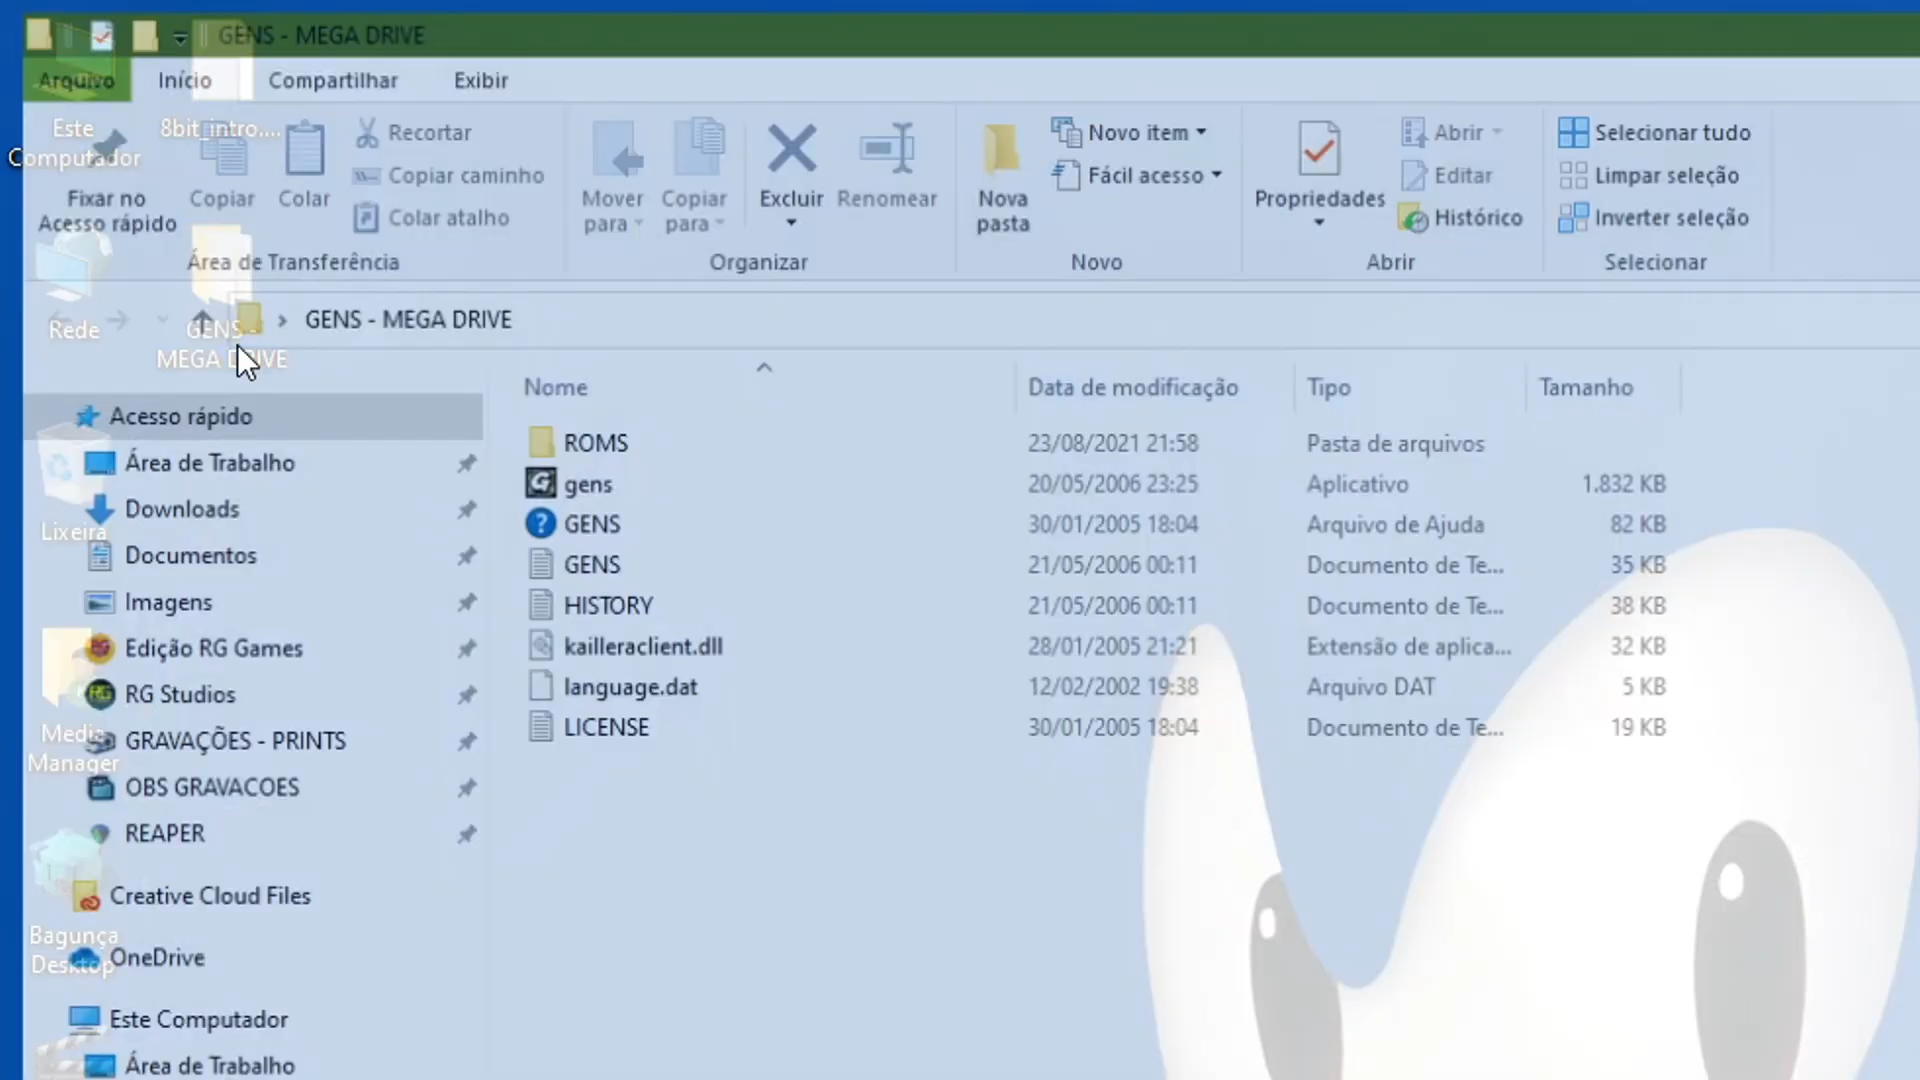 GENS - MEGA DRIVE
Arquivo
Início
Compartilhar
Exibir
Fixar no
Acesso rápido
Copiar
Colar
Recortar
Copiar caminho
Colar atalho
Área de Transferência
Mover
para
Copiar
para
Excluir
Renomear
Organizar
Nova
pasta
Novo item
Fácil acesso
Novo
Propriedades
Abrir
Editar
Histórico
Abrir
Selecionar tudo
Limpar seleção
Inverter seleção
Selecionar
GENS - MEGA DRIVE
Este
Computador
8bit_intro....
Rede
GENS -
MEGA DRIVE
Lixeira
Media
Manager
Bagunça
Desktop
Acesso rápido
Área de Trabalho
Downloads
Documentos
Imagens
Edição RG Games
RG Studios
GRAVAÇÕES - PRINTS
OBS GRAVACOES
REAPER
Creative Cloud Files
OneDrive
Este Computador
Área de Trabalho
Nome Data de modificação Tipo Tamanho
ROMS 23/08/2021 21:58 Pasta de arquivos
gens 20/05/2006 23:25 Aplicativo 1.832 KB
GENS 30/01/2005 18:04 Arquivo de Ajuda 82 KB
GENS 21/05/2006 00:11 Documento de Te... 35 KB
HISTORY 21/05/2006 00:11 Documento de Te... 38 KB
kailleraclient.dll 28/01/2005 21:21 Extensão de aplica... 32 KB
language.dat 12/02/2002 19:38 Arquivo DAT 5 KB
LICENSE 30/01/2005 18:04 Documento de Te... 19 KB